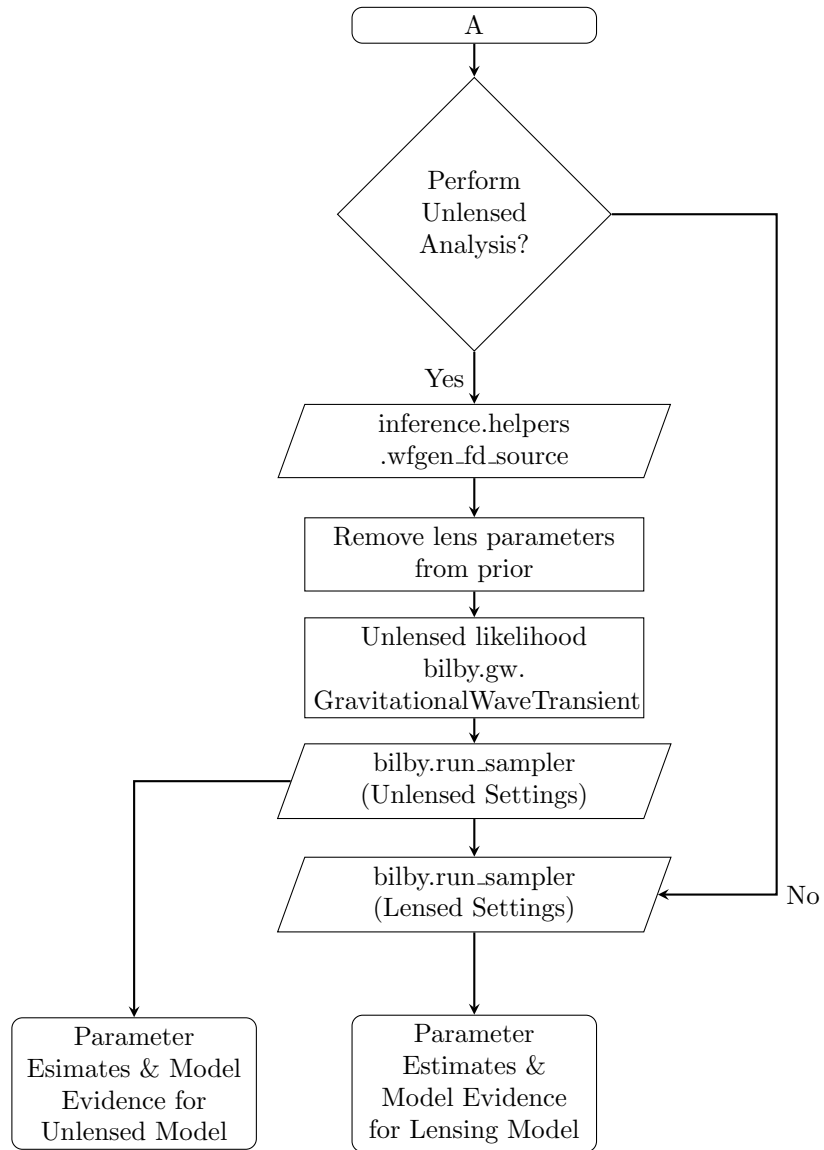 A
Perform
Unlensed
Analysis?
Yes
inference.helpers
.wfgen_fd_source
Remove lens parameters
from prior
Unlensed likelihood
bilby.gw.
GravitationalWaveTransient
bilby.run_sampler
(Unlensed Settings)
bilby.run_sampler
(Lensed Settings)
No
Parameter
Esimates & Model
Evidence for
Unlensed Model
Parameter
Estimates &
Model Evidence
for Lensing Model